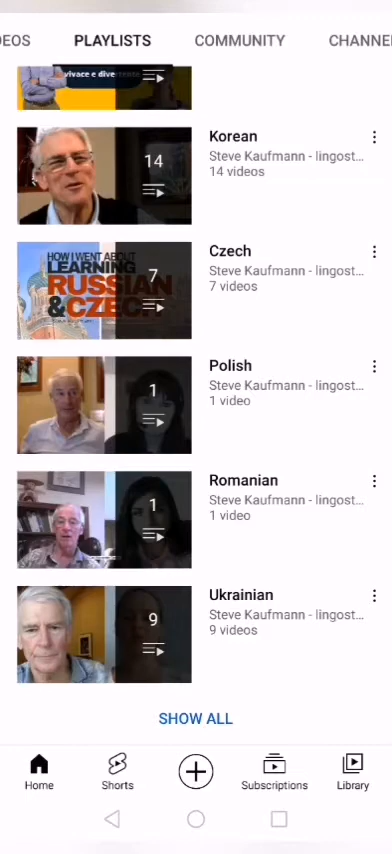 EOS PLAYLISTS COMMUNITY CHANNE
vivace e dive
Korean
14
Steve Kaufmann - lingost...
14 videos
HOW I WENT ABOUT
LEARNING
RUSSIAN
& CZECH
7
Czech
Steve Kaufmann - lingost...
7 videos
Polish
1
Steve Kaufmann - lingost...
1 video
Romanian
1
Steve Kaufmann - lingost...
1 video
Ukrainian
9
Steve Kaufmann - lingost...
9 videos
SHOW ALL
Home Shorts Subscriptions Library